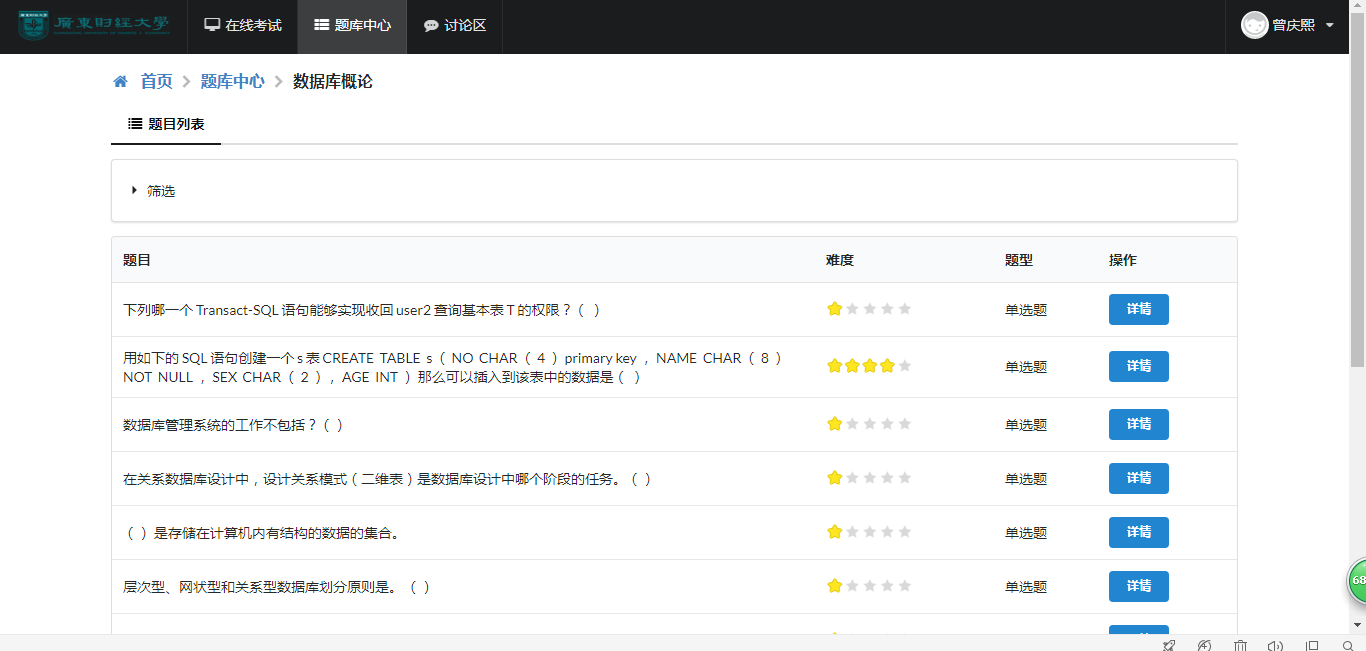 廣東财经大學
在线考试
题库中心
讨论区
曾庆熙
首页 题库中心 数据库概论
题目列表
筛选
题目 难度 题型 操作
下列哪一个 Transact-SQL 语句能够实现收回 user2 查询基本表 T 的权限？（ ） 单选题 详情
用如下的 SQL 语句创建一个 s 表 CREATE TABLE s（ NO CHAR（ 4 ）primary key ，NAME CHAR（ 8 ）
NOT NULL ，SEX CHAR（ 2 ），AGE INT ）那么可以插入到该表中的数据是（ ） 单选题 详情
数据库管理系统的工作不包括？（ ） 单选题 详情
在关系数据库设计中，设计关系模式（二维表）是数据库设计中哪个阶段的任务。（ ） 单选题 详情
（ ）是存储在计算机内有结构的数据的集合。 单选题 详情
层次型、网状型和关系型数据库划分原则是。（ ） 单选题 详情
68